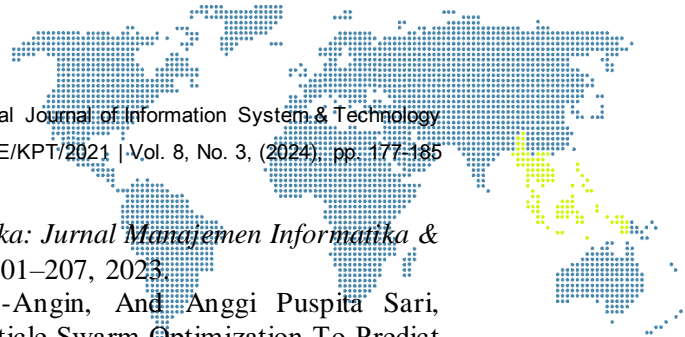 al Journal of Information System & Technology
E/KPT/2021 | Vol. 8, No. 3, (2024), pp. 177-185
ka: Jurnal Manajemen Informatika &
01–207, 2023.
-Angin, And Anggi Puspita Sari,
ticle Swarm Optimization To Predict